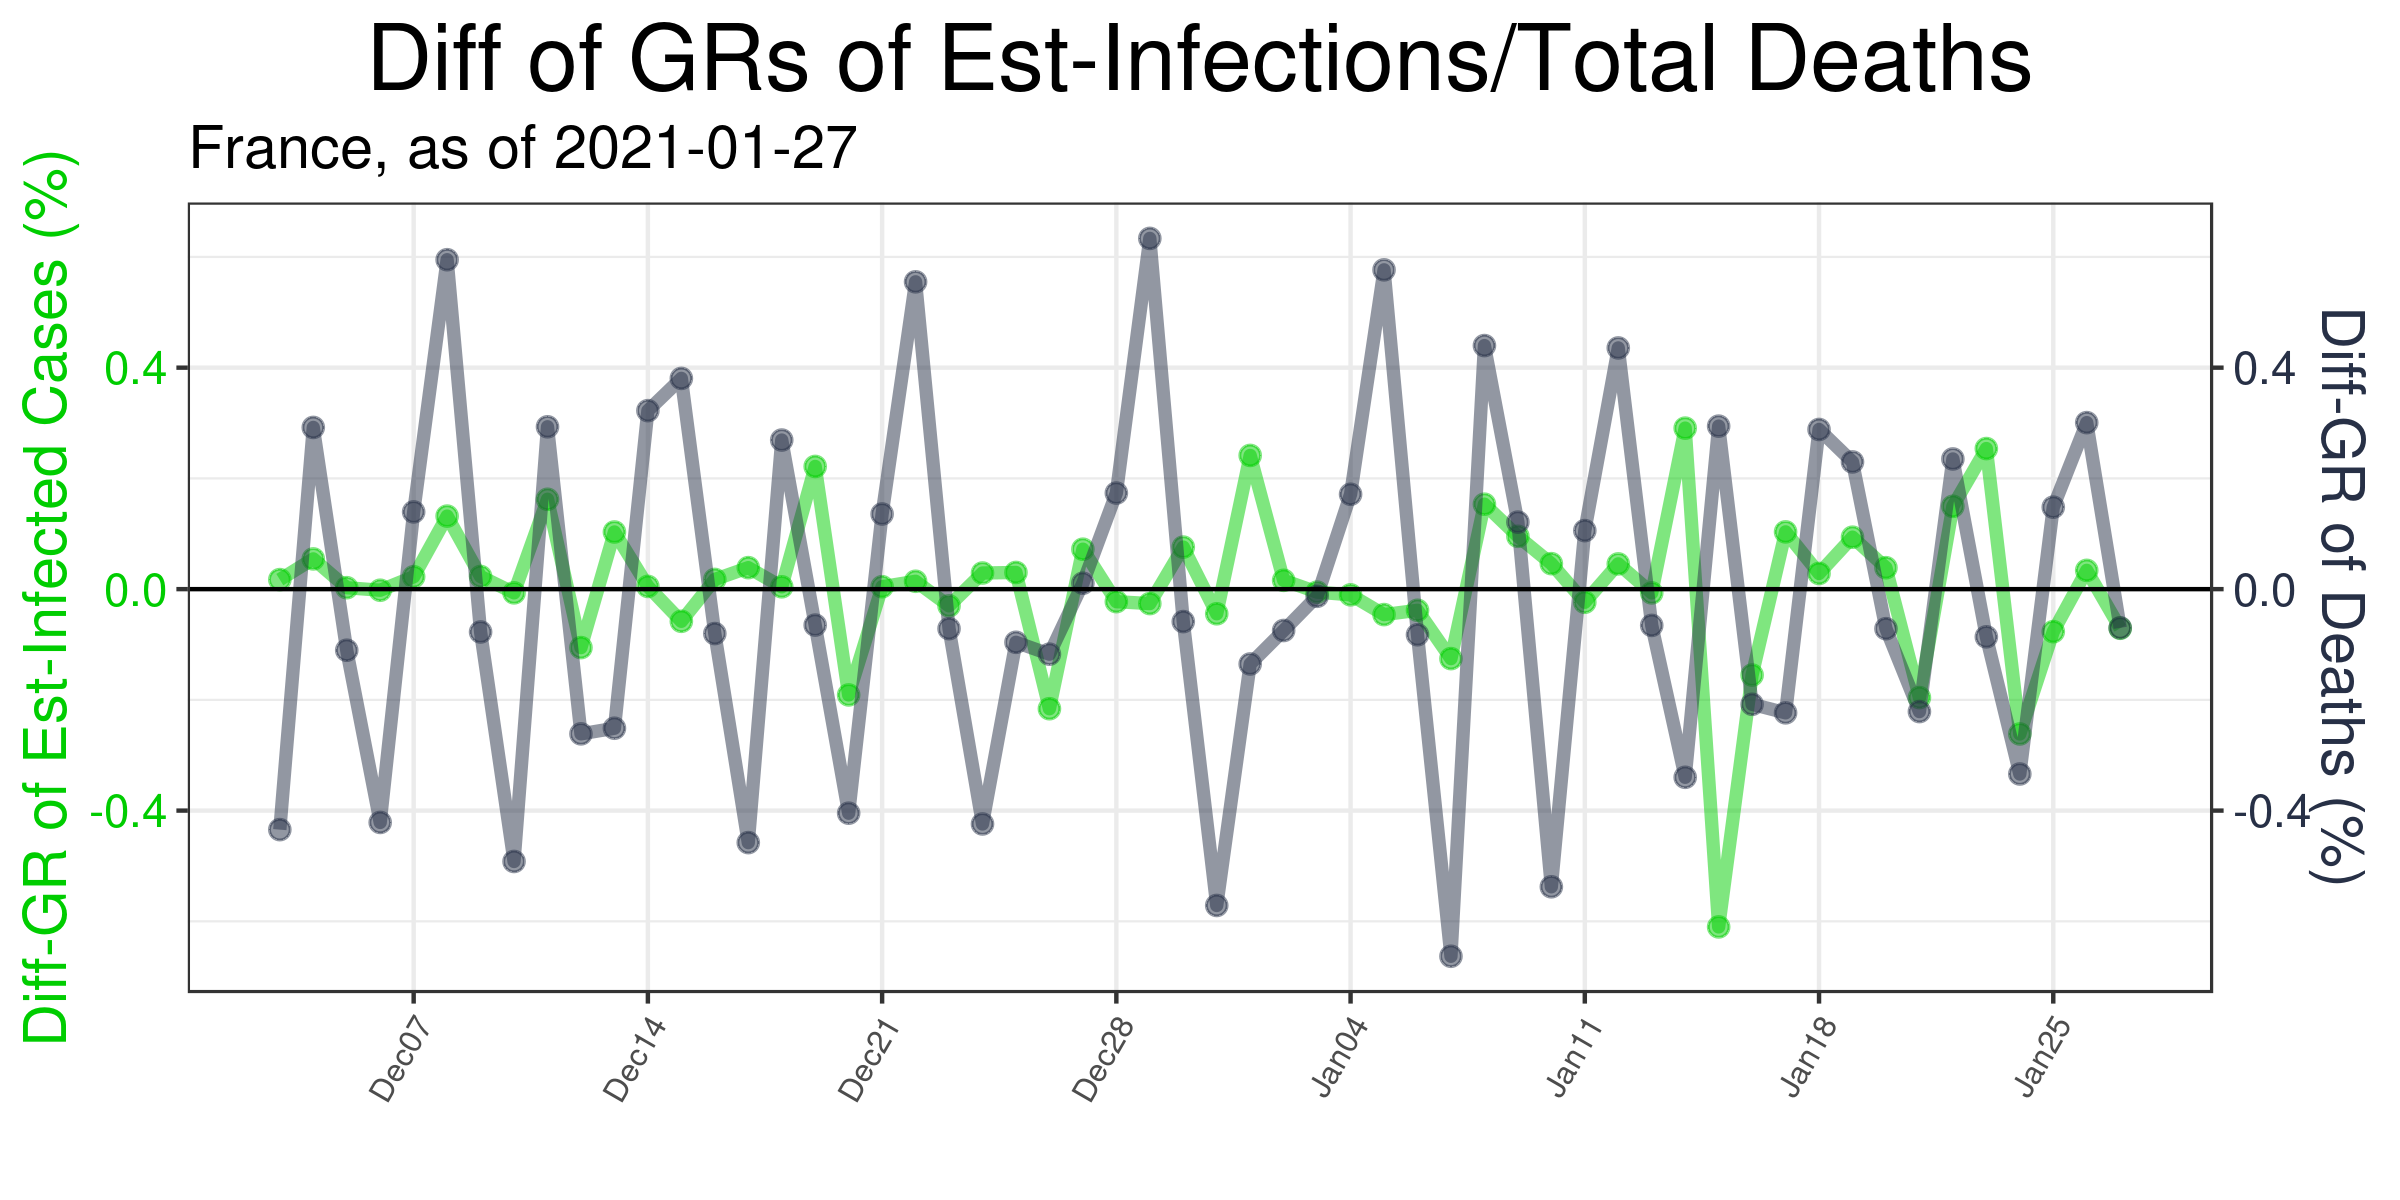 Diff of GRs of Est-Infections/Total Deaths
France, as of 2021-01-27
Diff-GR of Est-Infected Cases (%)
0.4
0.0
-0.4
0.4
0.0
-0.4
Diff-GR of Deaths (%)
Dec07
Dec14
Dec21
Dec28
Jan04
Jan11
Jan18
Jan25